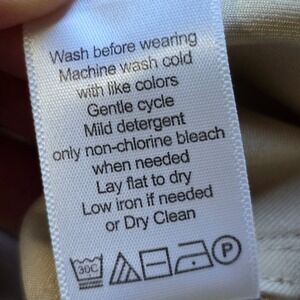 Wash before wearing
Machine wash cold
with like colors
Gentle cycle
Mild detergent
only non-chlorine bleach
when needed
Lay flat to dry
Low iron if needed
or Dry Clean
30C P